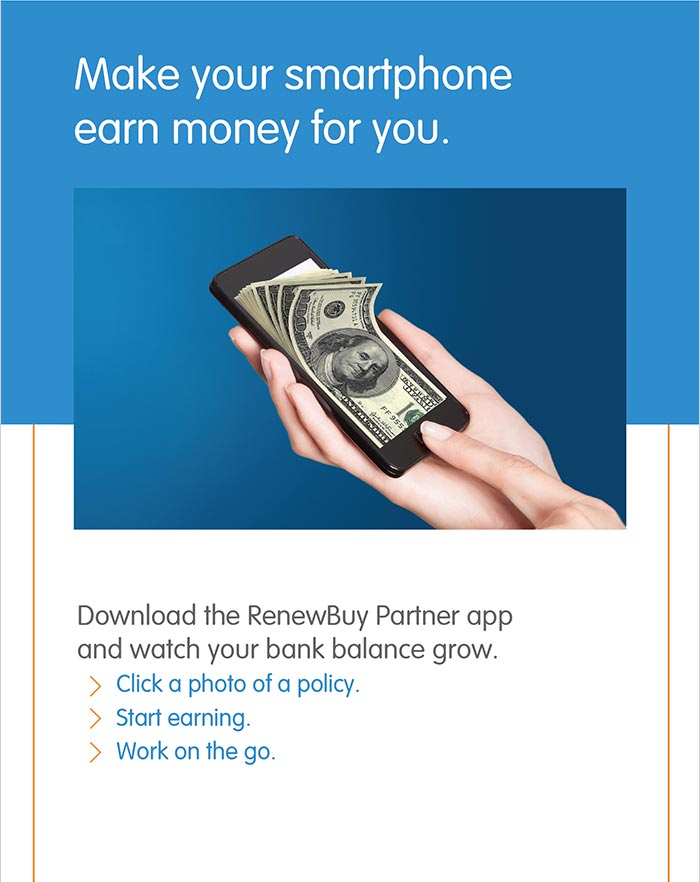 Make your smartphone
earn money for you.
Download the RenewBuy Partner app
and watch your bank balance grow.
Click a photo of a policy.
Start earning.
Work on the go.